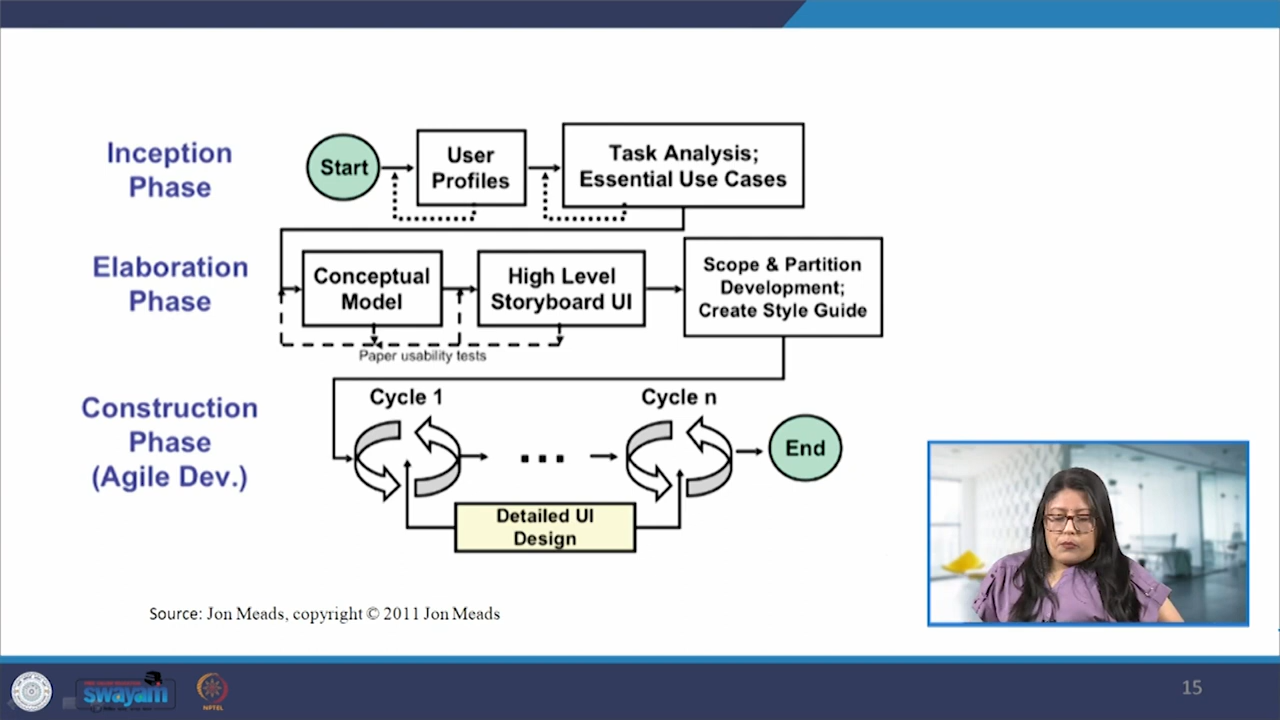 Inception
Phase
Start
User
Profiles
Task Analysis;
Essential Use Cases
Elaboration
Phase
Conceptual
Model
High Level
Storyboard UI
Scope & Partition
Development;
Create Style Guide
Paper usability tests
Construction
Phase
(Agile Dev.)
Cycle 1
Cycle n
End
Detailed UI
Design
Source: Jon Meads, copyright © 2011 Jon Meads
swayam
NPTEL
15